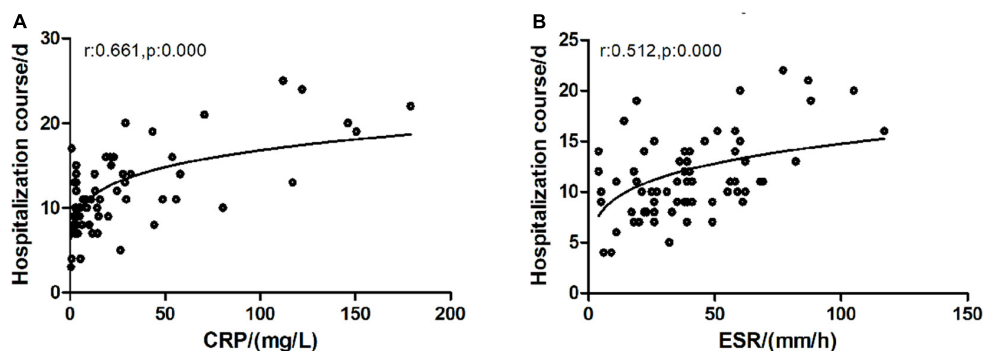 A
r:0.661,p:0.000
Hospitalization course/d
30
20
10
0
0 50 100 150 200
CRP/(mg/L)
B
r:0.512,p:0.000
Hospitalization course/d
25
20
15
10
5
0
0 50 100 150
ESR/(mm/h)